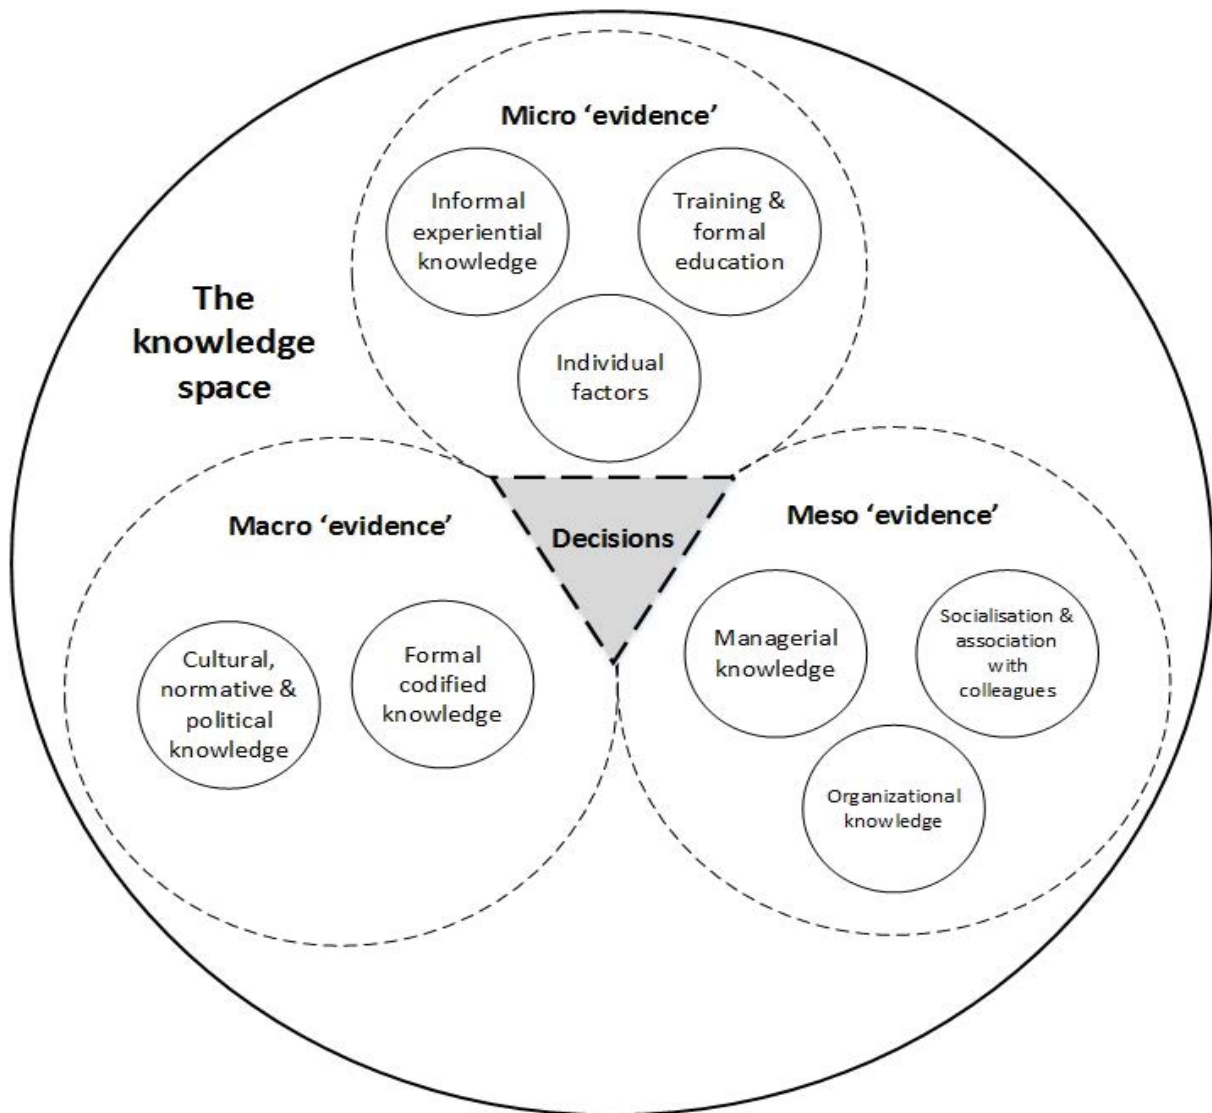 Micro ‘evidence’
Informal
experiential
knowledge
Training &
formal
education
Individual
factors
The
knowledge
space
Decisions
Macro ‘evidence’
Cultural,
normative &
political
knowledge
Formal
codified
knowledge
Meso ‘evidence’
Managerial
knowledge
Socialisation &
association
with
colleagues
Organizational
knowledge